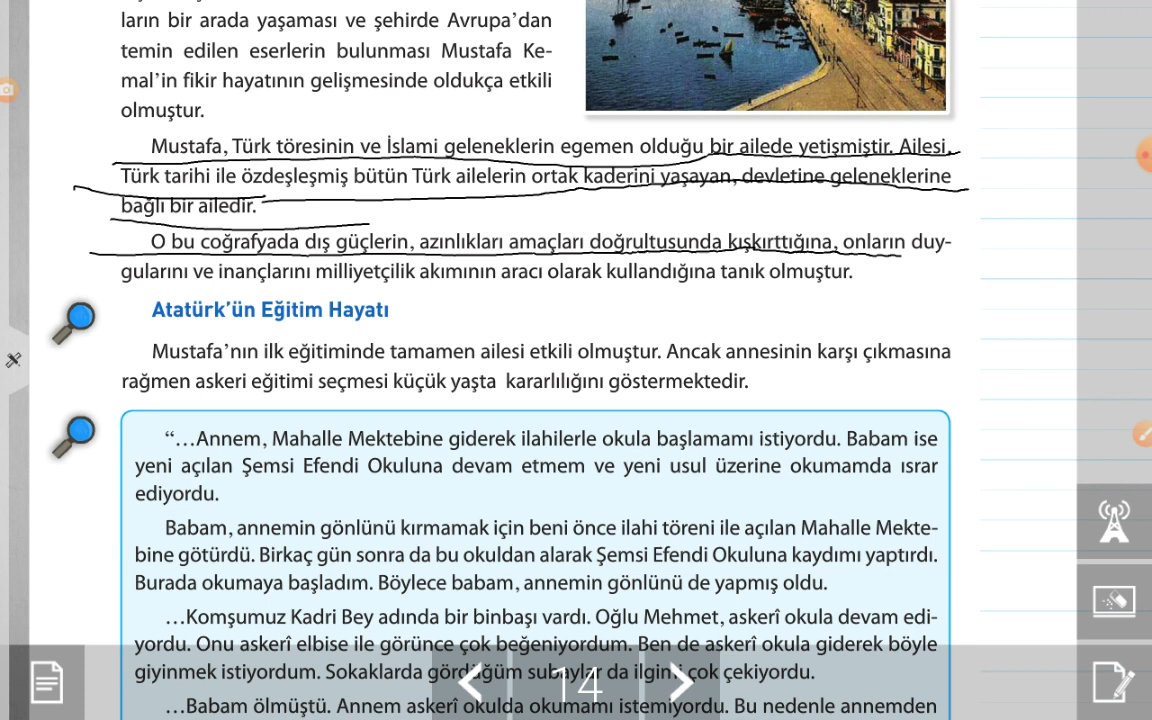 ların bir arada yaşaması ve şehirde Avrupa’dan
temin edilen eserlerin bulunması Mustafa Ke-
mal’in fikir hayatının gelişmesinde oldukça etkili
olmuştur.
Mustafa, Türk töresinin ve İslami geleneklerin egemen olduğu bir ailede yetişmiştir. Ailesi,
Türk tarihi ile özdeşleşmiş bütün Türk ailelerin ortak kaderini yaşayan, devletine geleneklerine
bağlı bir ailedir.
O bu coğrafyada dış güçlerin, azınlıkları amaçları doğrultusunda kışkırttığına, onların duy-
gularını ve inançlarını milliyetçilik akımının aracı olarak kullandığına tanık olmuştur.
Atatürk’ün Eğitim Hayatı
Mustafa’nın ilk eğitiminde tamamen ailesi etkili olmuştur. Ancak annesinin karşı çıkmasına
rağmen askeri eğitimi seçmesi küçük yaşta kararlılığını göstermektedir.
“…Annem, Mahalle Mektebine giderek ilahilerle okula başlamamı istiyordu. Babam ise
yeni açılan Şemsi Efendi Okuluna devam etmem ve yeni usul üzerine okumamda ısrar
ediyordu.
Babam, annemin gönlünü kırmamak için beni önce ilahi töreni ile açılan Mahalle Mekte-
bine götürdü. Birkaç gün sonra da bu okuldan alarak Şemsi Efendi Okuluna kaydımı yaptırdı.
Burada okumaya başladım. Böylece babam, annemin gönlünü de yapmış oldu.
…Komşumuz Kadri Bey adında bir binbaşı vardı. Oğlu Mehmet, askerî okula devam edi-
yordu. Onu askerî elbise ile görünce çok beğeniyordum. Ben de askerî okula giderek böyle
giyinmek istiyordum. Sokaklarda gördüğüm subaylar da ilgimi çok çekiyordu.
14
…Babam ölmüştü. Annem askerî okulda okumamı istemiyordu. Bu nedenle annemden